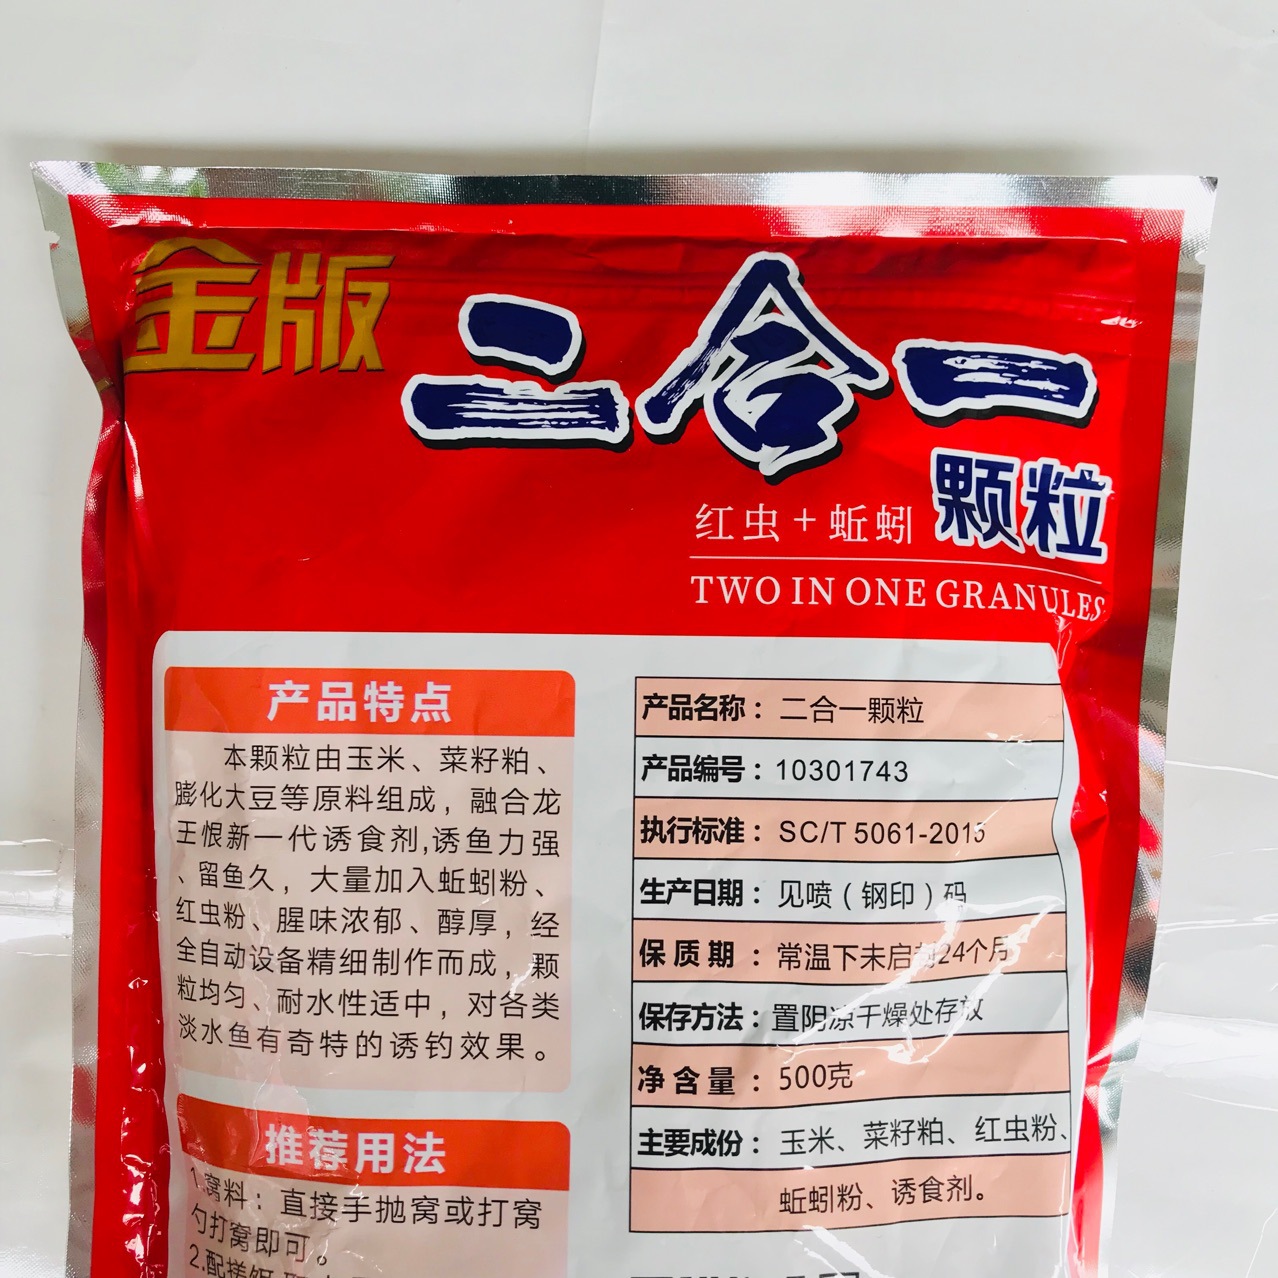 金版
二合一
颗粒
红虫+蚯蚓
TWO IN ONE GRANULES
产品特点
本颗粒由玉米、菜籽粕、
膨化大豆等原料组成，融合龙
王恨新一代诱食剂,诱鱼力强
、留鱼久，大量加入蚯蚓粉、
红虫粉、腥味浓郁、醇厚，经
全自动设备精细制作而成，颗
粒均匀、耐水性适中，对各类
淡水鱼有奇特的诱钓效果。
推荐用法
1.窝料：直接手抛窝或打窝
勺打窝即可。
2.配搓饵
产品名称：二合一颗粒
产品编号：10301743
执行标准：SC/T 5061-2015
生产日期：见喷（钢印）码
保质期：常温下未启封24个月
保存方法：置阴凉干燥处存放
净含量：500克
主要成份：玉米、菜籽粕、红虫粉、
蚯蚓粉、诱食剂。